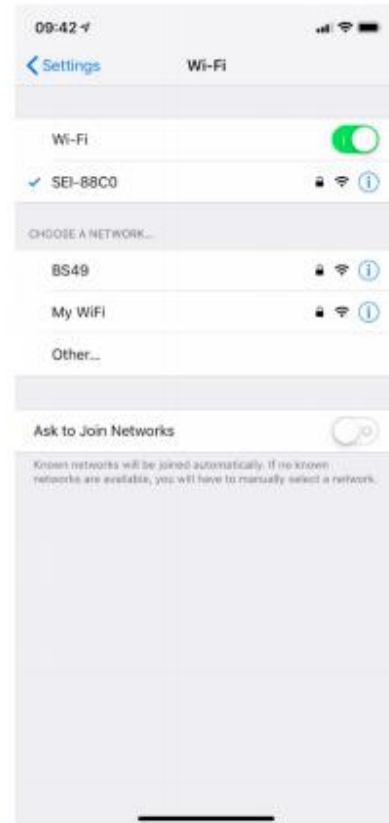 09:42
Settings
Wi-Fi
Wi-Fi
SEI-88C0
CHOOSE A NETWORK...
BS49
My WiFi
Other...
Ask to Join Networks
Known networks will be joined automatically. If no known
networks are available, you will have to manually select a network.